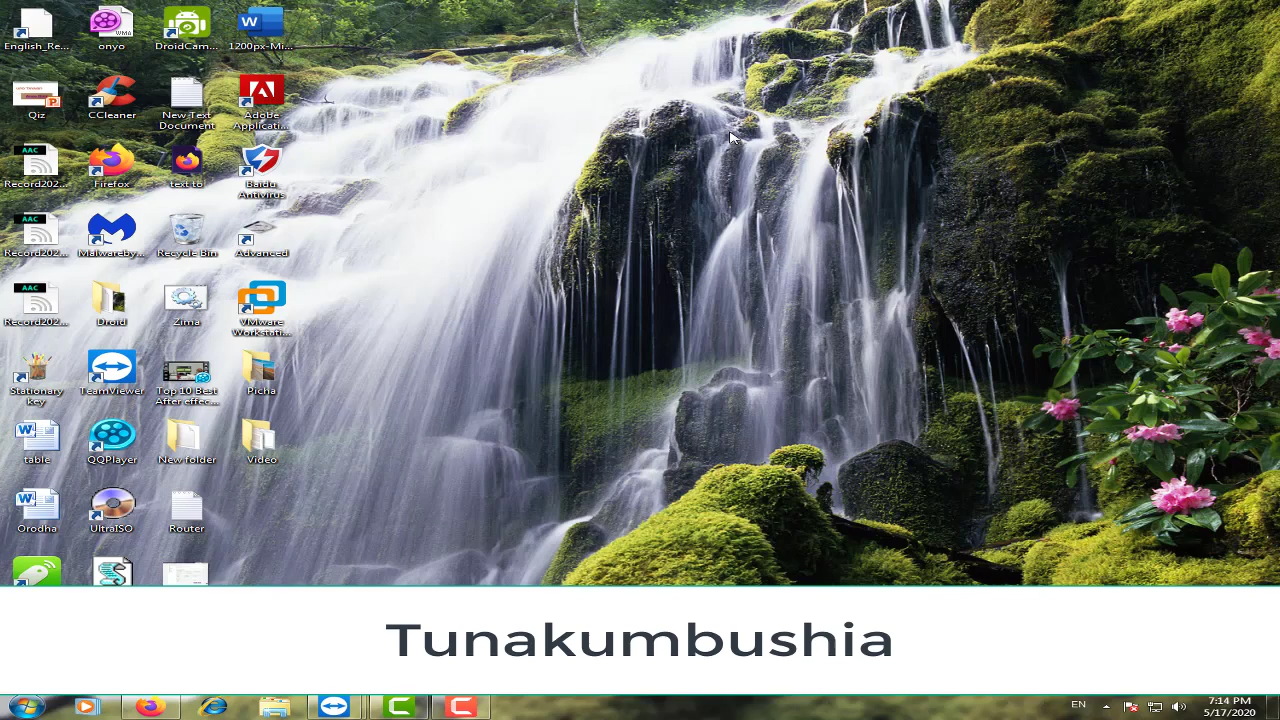 English_Re...
onyo
DroidCam...
1200px-Mi...
Qiz
CCleaner
New Text
Document
Adobe
Applicati...
Record202...
Firefox
text to
Baidu
Antivirus
Record202...
Malwareby...
Recycle Bin
Advanced
Record202...
Droid
Zima
VMware
Workstati...
Stationary
key
TeamViewer
Top 10 Best
After effec...
Picha
table
QQPlayer
New folder
Video
Orodha
UltraISO
Router
Tunakumbushia
EN
7:14 PM
5/17/2020